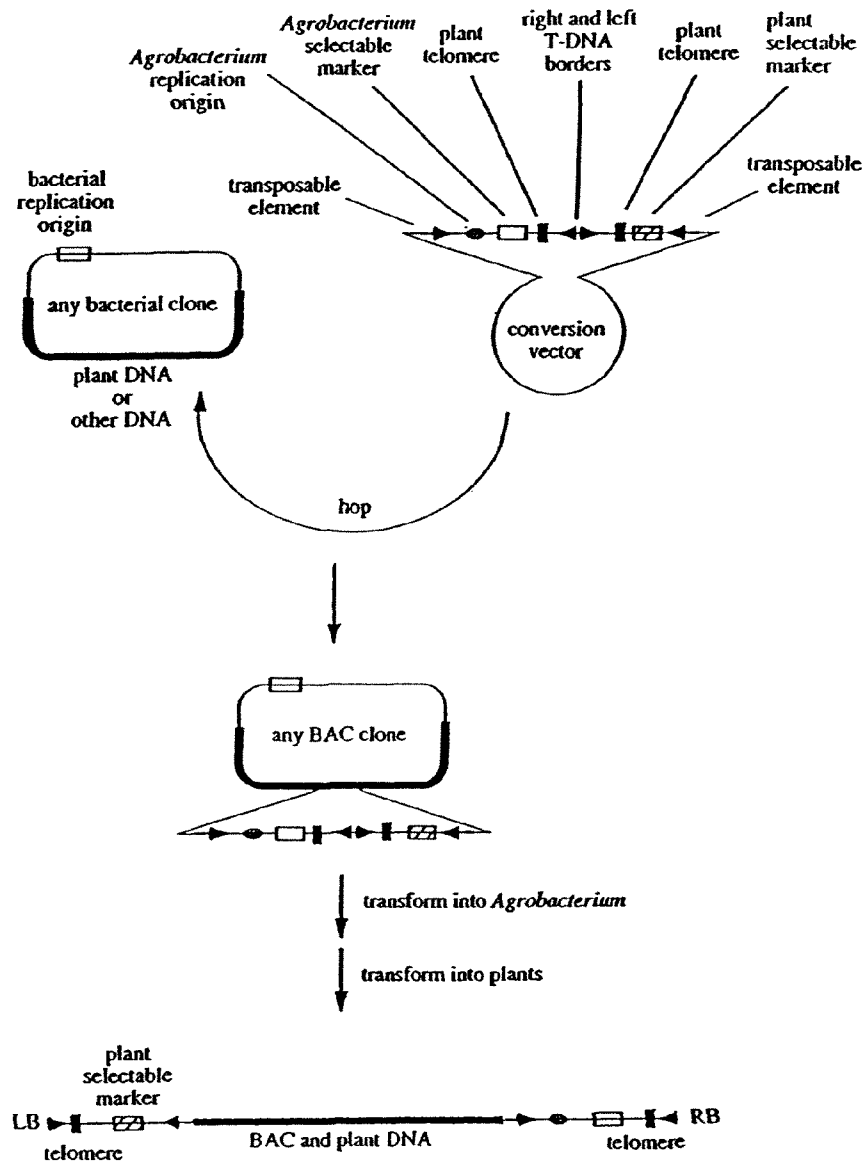 Agrobacterium
replication
origin
Agrobacterium
selectable
marker
plant
telomere
right and left
T-DNA
borders
plant
telomere
plant
selectable
marker
bacterial
replication
origin
transposable
element
transposable
element
any bacterial clone
conversion
vector
plant DNA
or
other DNA
hop
any BAC clone
transform into Agrobacterium
transform into plants
plant
selectable
marker
LB
RB
telomere
BAC and plant DNA
telomere